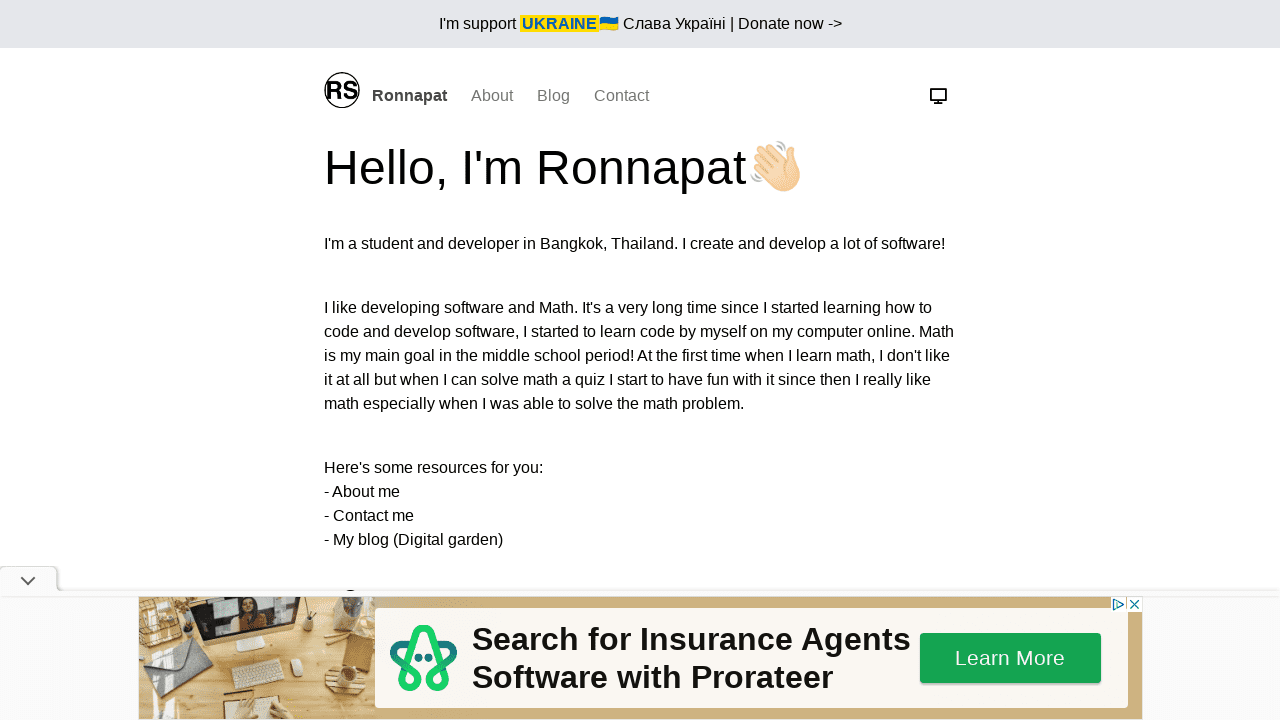 I'm support UKRAINE🇺🇦 Слава Україні | Donate now ->
RS Ronnapat About Blog Contact
Hello, I'm Ronnapat👋🏻
I'm a student and developer in Bangkok, Thailand. I create and develop a lot of software!
I like developing software and Math. It's a very long time since I started learning how to
code and develop software, I started to learn code by myself on my computer online. Math
is my main goal in the middle school period! At the first time when I learn math, I don't like
it at all but when I can solve math a quiz I start to have fun with it since then I really like
math especially when I was able to solve the math problem.
Here's some resources for you:
- About me
- Contact me
- My blog (Digital garden)
Search for Insurance Agents
Software with Prorateer
Learn More